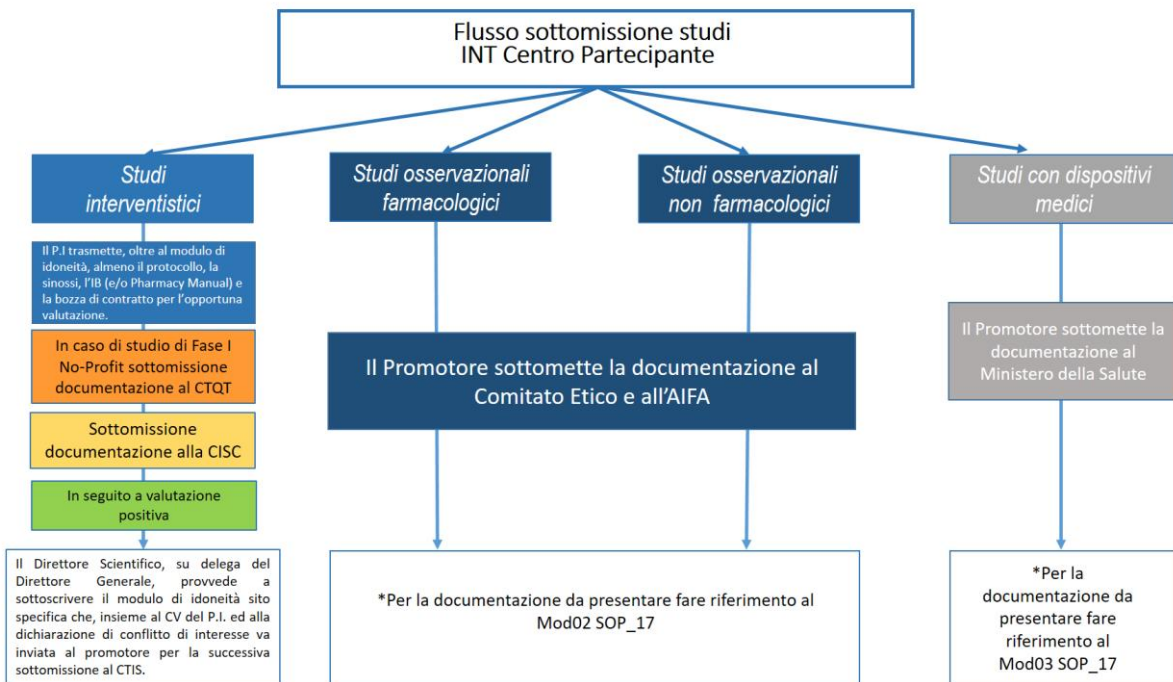 Flusso sottomissione studi
INT Centro Partecipante
Studi
interventistici
Studi osservazionali
farmacologici
Studi osservazionali
non farmacologici
Studi con dispositivi
medici
Il P.I trasmette, oltre al modulo di
idoneità, almeno il protocollo, la
sinossi, l'IB (e/o Pharmacy Manual) e
la bozza di contratto per l'opportuna
valutazione.
In caso di studio di Fase I
No-Profit sottomissione
documentazione al CTQT
Sottomissione
documentazione alla CISC
In seguito a valutazione
positiva
Il Direttore Scientifico, su delega del
Direttore Generale, provvede a
sottoscrivere il modulo di idoneità sito
specifica che, insieme al CV del P.I. ed alla
dichiarazione di conflitto di interesse va
inviata al promotore per la successiva
sottomissione al CTIS.
Il Promotore sottomette la documentazione al
Comitato Etico e all'AIFA
*Per la documentazione da presentare fare riferimento al
Mod02 SOP_17
Il Promotore sottomette la
documentazione al
Ministero della Salute
*Per la
documentazione da
presentare fare
riferimento al
Mod03 SOP_17